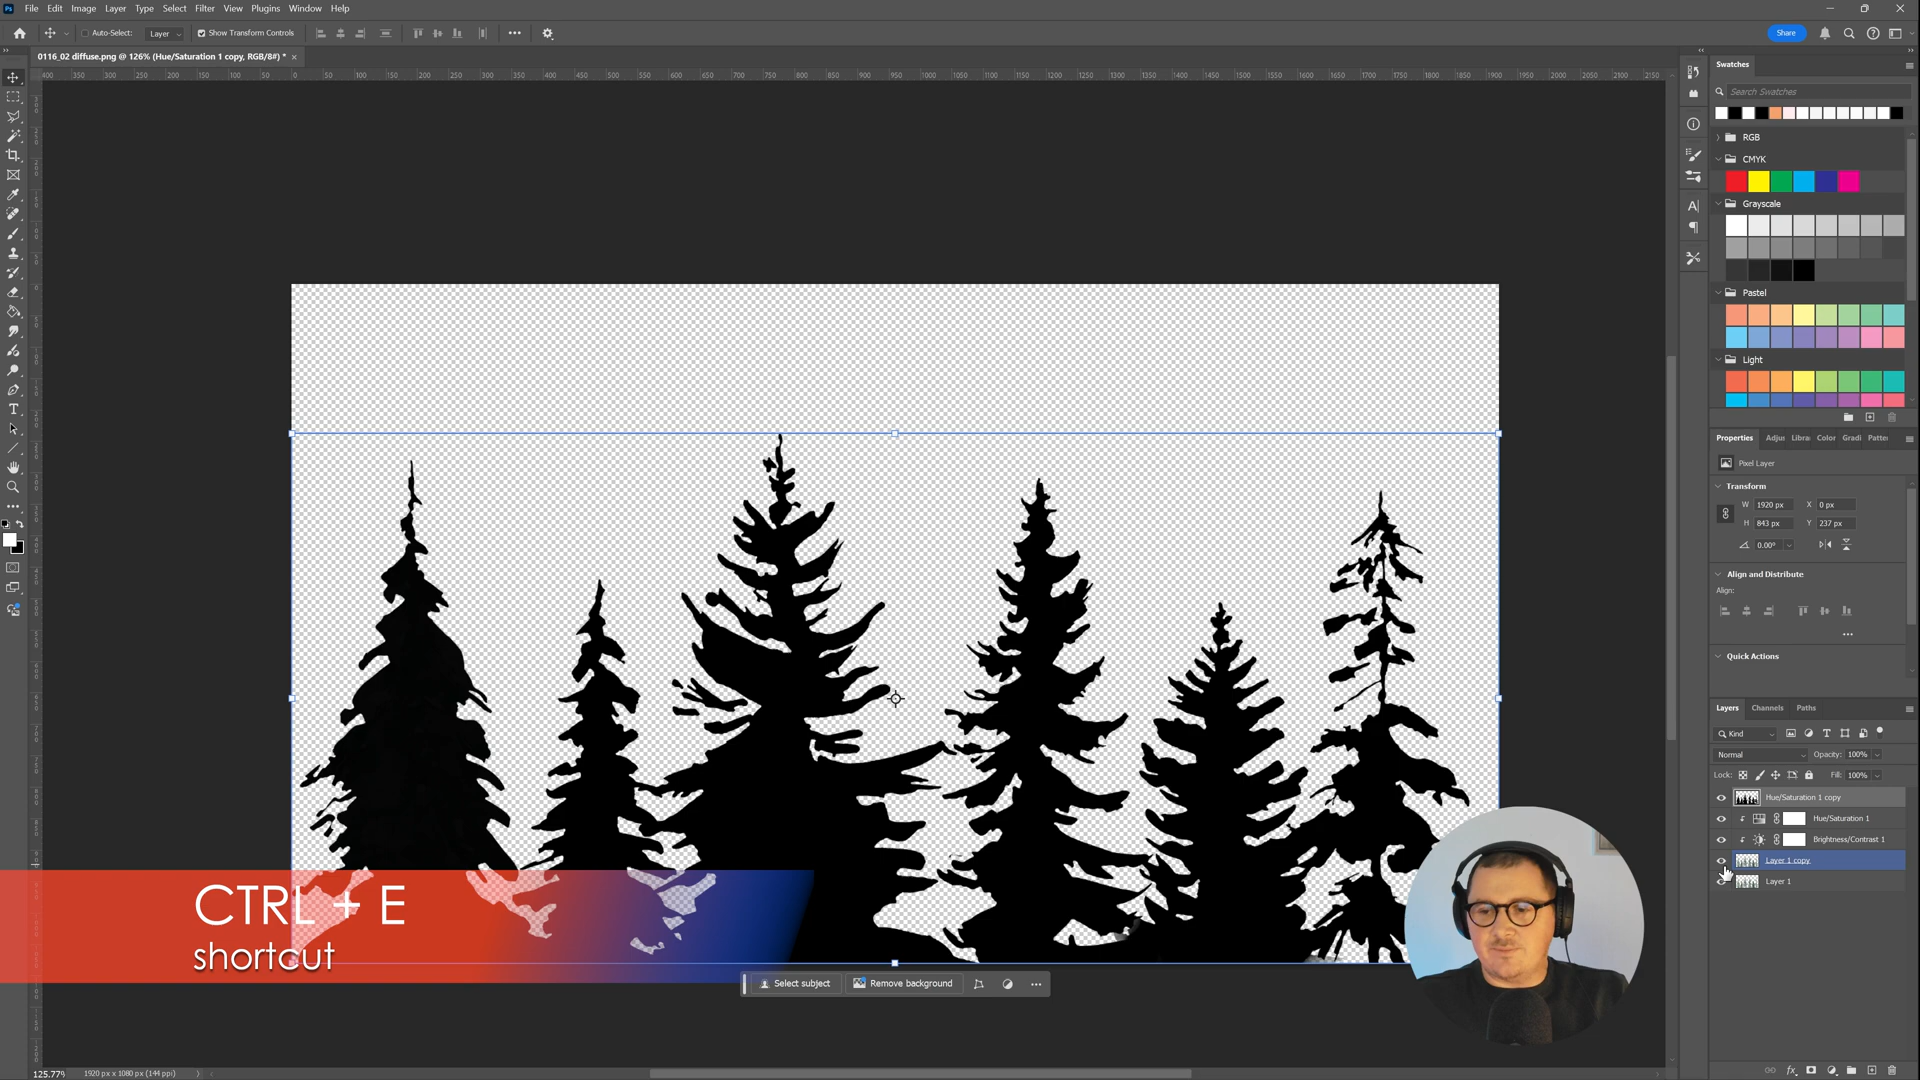 File Edit Image Layer Type Select Filter View Plugins Window Help
Auto-Select: Layer Show Transform Controls
Share
0116_02 diffuse.png @ 126% (Hue/Saturation 1 copy, RGB/8#) *
Swatches
Search Swatches
RGB
CMYK
Grayscale
Pastel
Light
Properties Adju Libra Color Gradi Patte
Pixel Layer
Transform
W 1920 px X 0 px
H 843 px Y 237 px
0.00°
Align and Distribute
Align:
Quick Actions
Layers Channels Paths
Kind
Normal Opacity: 100%
Lock: Fill: 100%
Hue/Saturation 1 copy
Hue/Saturation 1
Brightness/Contrast 1
Layer 1 copy
Layer 1
CTRL + E
shortcut
Select subject Remove background
125.77% 1920 px x 1080 px (144 ppi)